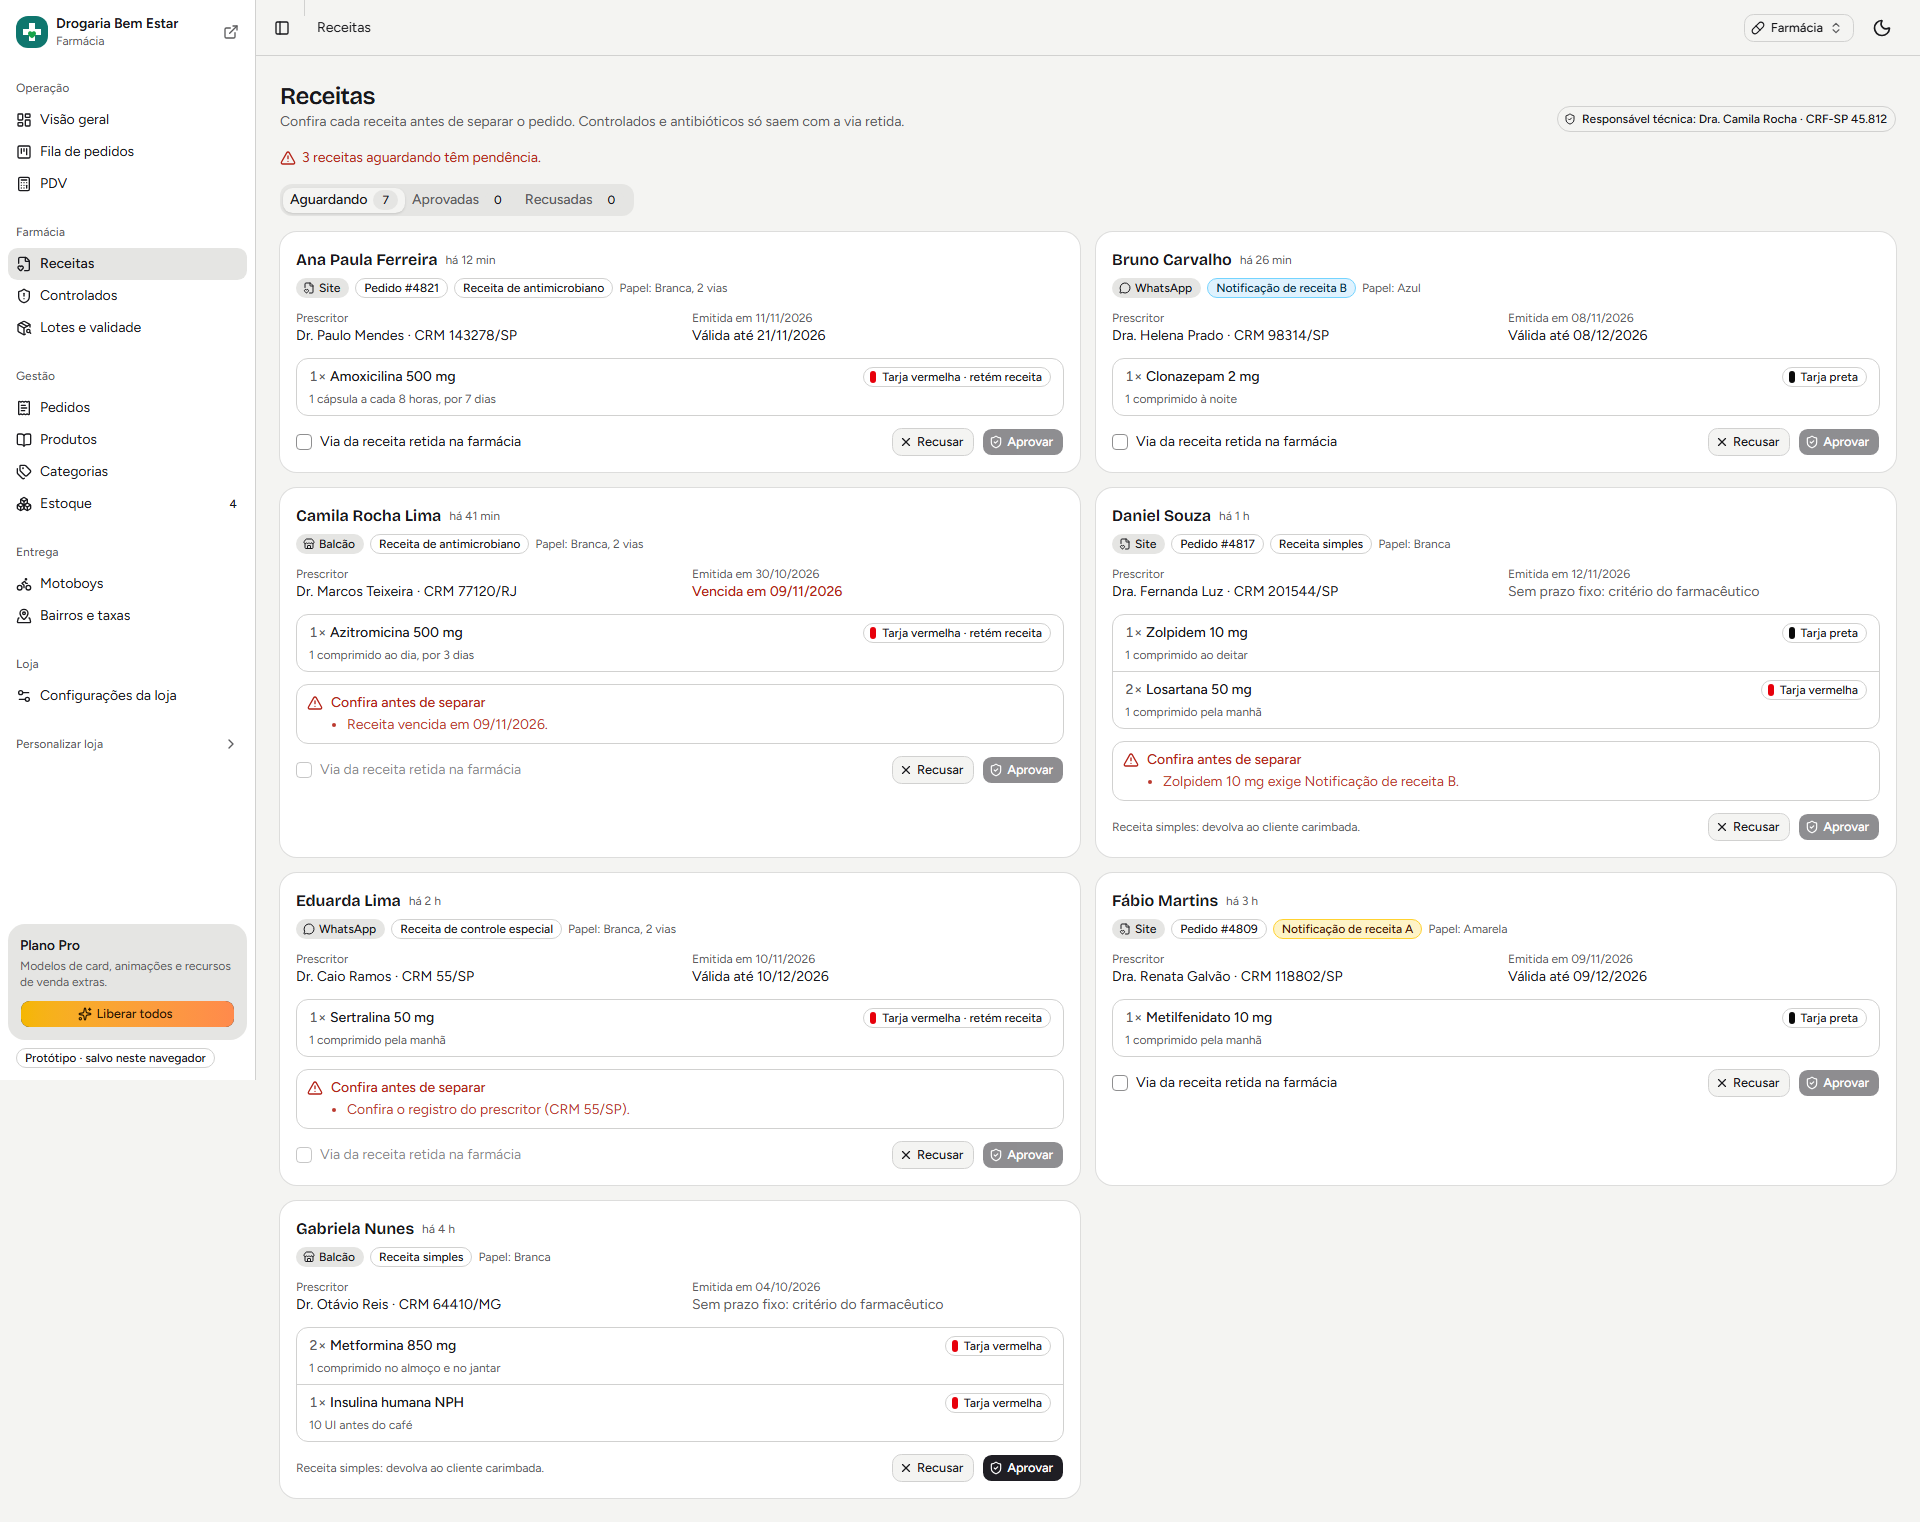 Drogaria Bem Estar
Farmácia
Operação
Visão geral
Fila de pedidos
PDV
Farmácia
Receitas
Controlados
Lotes e validade
Gestão
Pedidos
Produtos
Categorias
Estoque 4
Entrega
Motoboys
Bairros e taxas
Loja
Configurações da loja
Personalizar loja
Plano Pro
Modelos de card, animações e recursos
de venda extras.
Liberar todos
Protótipo · salvo neste navegador
Receitas
Farmácia
Receitas
Confira cada receita antes de separar o pedido. Controlados e antibióticos só saem com a via retida.
Responsável técnica: Dra. Camila Rocha · CRF-SP 45.812
3 receitas aguardando têm pendência.
Aguardando 7 Aprovadas 0 Recusadas 0
Ana Paula Ferreira há 12 min
Site Pedido #4821 Receita de antimicrobiano Papel: Branca, 2 vias
Prescritor Emitida em 11/11/2026
Dr. Paulo Mendes · CRM 143278/SP Válida até 21/11/2026
1× Amoxicilina 500 mg Tarja vermelha · retém receita
1 cápsula a cada 8 horas, por 7 dias
Via da receita retida na farmácia Recusar Aprovar
Bruno Carvalho há 26 min
WhatsApp Notificação de receita B Papel: Azul
Prescritor Emitida em 08/11/2026
Dra. Helena Prado · CRM 98314/SP Válida até 08/12/2026
1× Clonazepam 2 mg Tarja preta
1 comprimido à noite
Via da receita retida na farmácia Recusar Aprovar
Camila Rocha Lima há 41 min
Balcão Receita de antimicrobiano Papel: Branca, 2 vias
Prescritor Emitida em 30/10/2026
Dr. Marcos Teixeira · CRM 77120/RJ Vencida em 09/11/2026
1× Azitromicina 500 mg Tarja vermelha · retém receita
1 comprimido ao dia, por 3 dias
Confira antes de separar
• Receita vencida em 09/11/2026.
Via da receita retida na farmácia Recusar Aprovar
Daniel Souza há 1 h
Site Pedido #4817 Receita simples Papel: Branca
Prescritor Emitida em 12/11/2026
Dra. Fernanda Luz · CRM 201544/SP Sem prazo fixo: critério do farmacêutico
1× Zolpidem 10 mg Tarja preta
1 comprimido ao deitar
2× Losartana 50 mg Tarja vermelha
1 comprimido pela manhã
Confira antes de separar
• Zolpidem 10 mg exige Notificação de receita B.
Receita simples: devolva ao cliente carimbada. Recusar Aprovar
Eduarda Lima há 2 h
WhatsApp Receita de controle especial Papel: Branca, 2 vias
Prescritor Emitida em 10/11/2026
Dr. Caio Ramos · CRM 55/SP Válida até 10/12/2026
1× Sertralina 50 mg Tarja vermelha · retém receita
1 comprimido pela manhã
Confira antes de separar
• Confira o registro do prescritor (CRM 55/SP).
Via da receita retida na farmácia Recusar Aprovar
Fábio Martins há 3 h
Site Pedido #4809 Notificação de receita A Papel: Amarela
Prescritor Emitida em 09/11/2026
Dra. Renata Galvão · CRM 118802/SP Válida até 09/12/2026
1× Metilfenidato 10 mg Tarja preta
1 comprimido pela manhã
Via da receita retida na farmácia Recusar Aprovar
Gabriela Nunes há 4 h
Balcão Receita simples Papel: Branca
Prescritor Emitida em 04/10/2026
Dr. Otávio Reis · CRM 64410/MG Sem prazo fixo: critério do farmacêutico
2× Metformina 850 mg Tarja vermelha
1 comprimido no almoço e no jantar
1× Insulina humana NPH Tarja vermelha
10 UI antes do café
Receita simples: devolva ao cliente carimbada. Recusar Aprovar